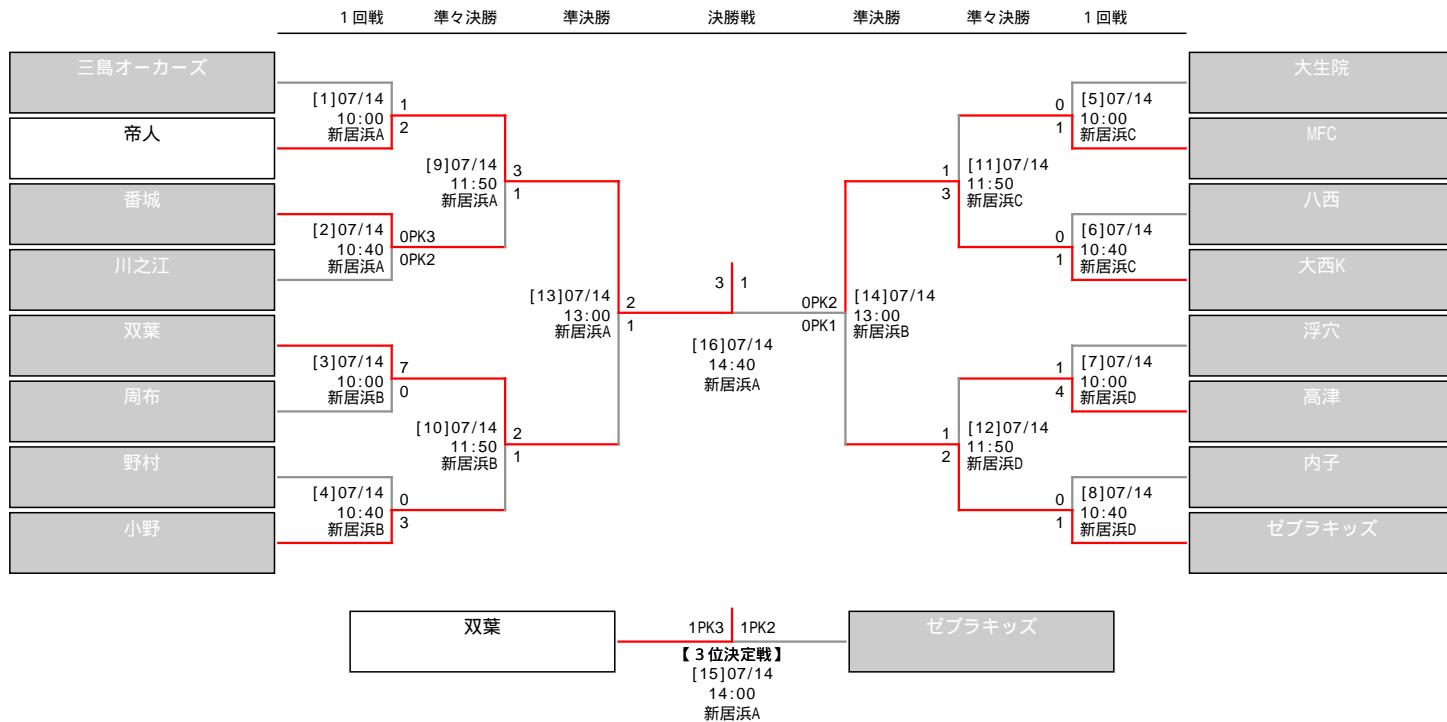 1回戦 準々決勝 準決勝 決勝戦 準決勝 準々決勝 1回戦
三島オーカーズ
帝人
番城
川之江
双葉
周布
野村
小野
[1]07/14
10:00
新居浜A
1
2
[2]07/14
10:40
新居浜A
0PK3
0PK2
[3]07/14
10:00
新居浜B
7
0
[4]07/14
10:40
新居浜B
0
3
[9]07/14
11:50
新居浜A
3
1
[10]07/14
11:50
新居浜B
2
1
[13]07/14
13:00
新居浜A
2
1
3 1
[16]07/14
14:40
新居浜A
0PK2
0PK1
[14]07/14
13:00
新居浜B
1
3
[11]07/14
11:50
新居浜C
1
2
[12]07/14
11:50
新居浜D
0
1
[5]07/14
10:00
新居浜C
0
1
[6]07/14
10:40
新居浜C
1
4
[7]07/14
10:00
新居浜D
0
1
[8]07/14
10:40
新居浜D
大生院
MFC
八西
大西K
浮穴
高津
内子
ゼブラキッズ
双葉
1PK3 1PK2
ゼブラキッズ
【3位決定戦】
[15]07/14
14:00
新居浜A